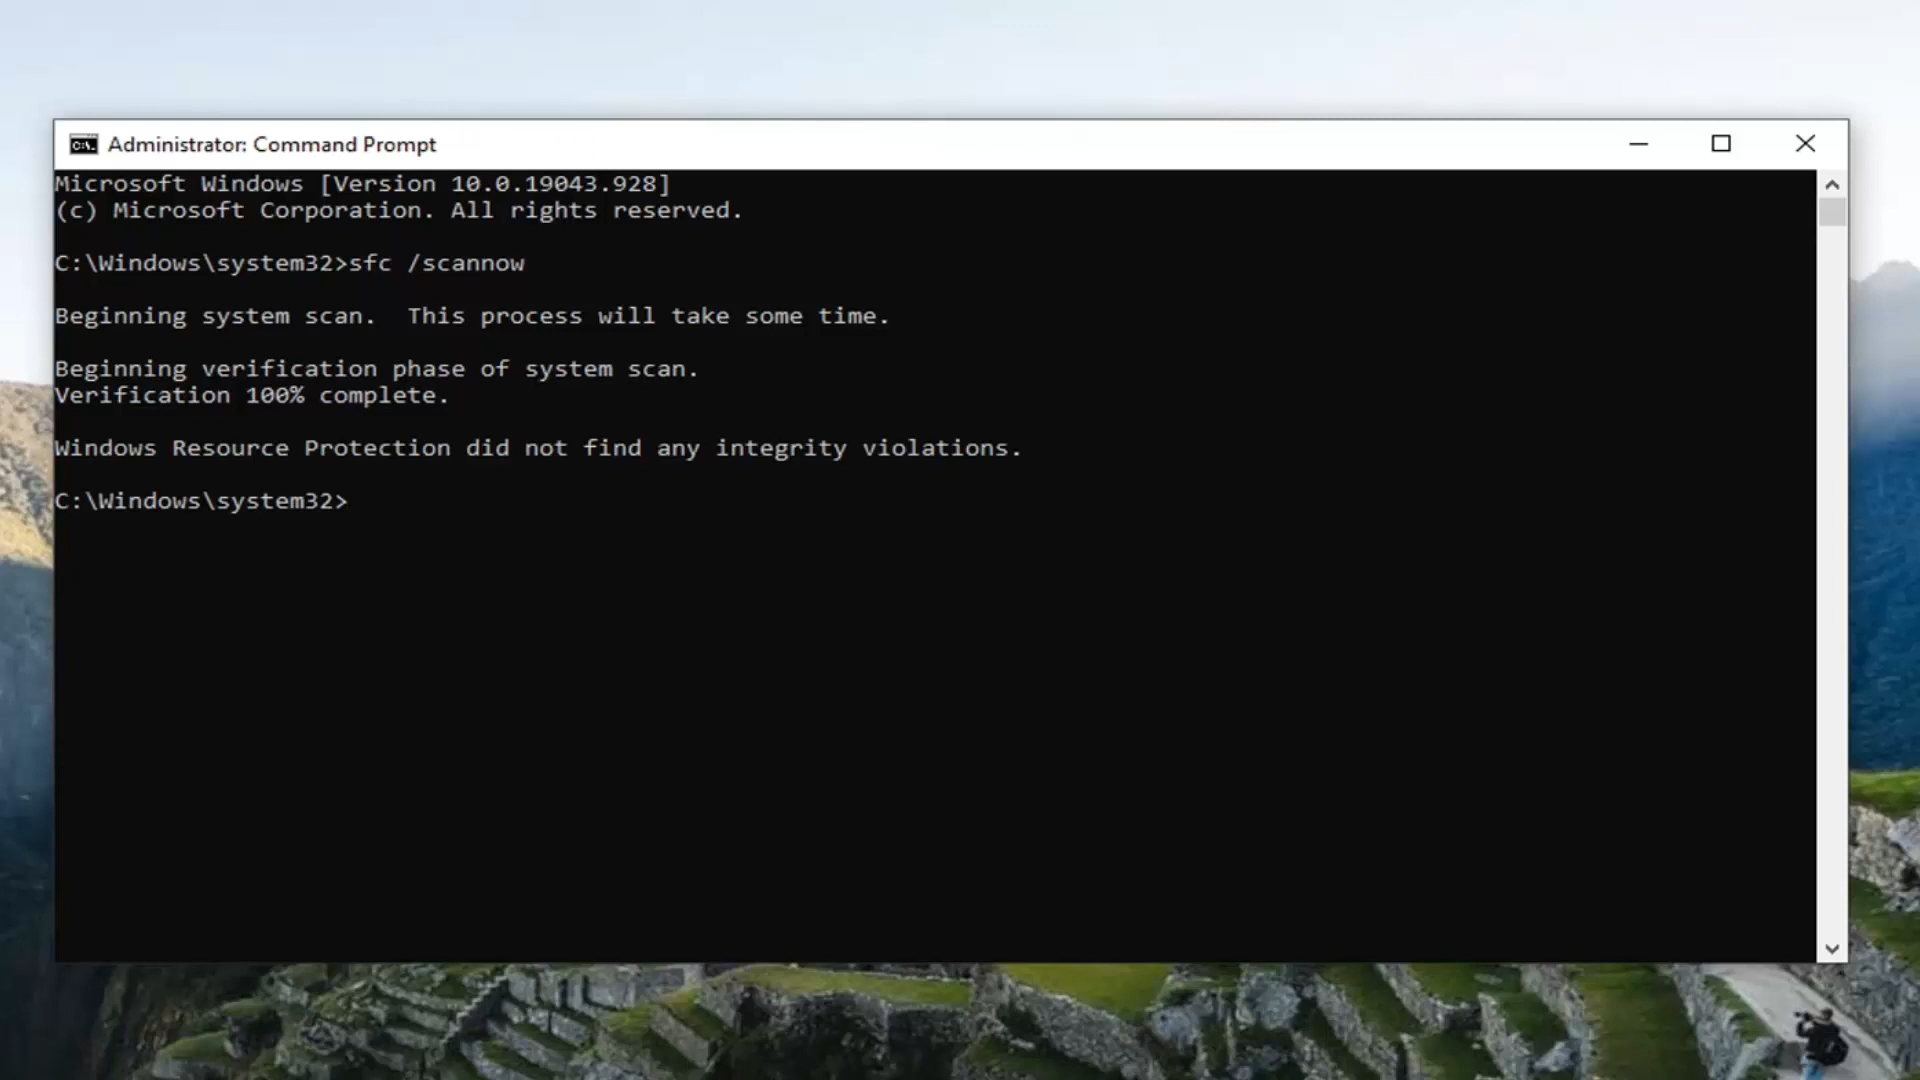 Administrator: Command Prompt
Microsoft Windows [Version 10.0.19043.928]
(c) Microsoft Corporation. All rights reserved.
C:\Windows\system32>sfc /scannow
Beginning system scan.  This process will take some time.
Beginning verification phase of system scan.
Verification 100% complete.
Windows Resource Protection did not find any integrity violations.
C:\Windows\system32>